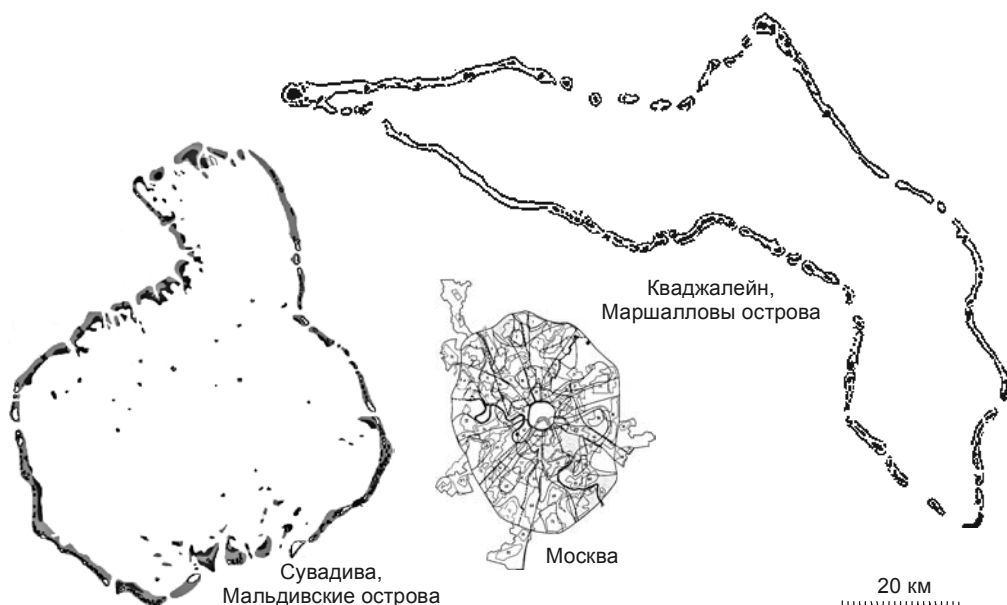 Кваджалейн,
Маршалловы острова
Москва
Сувадива,
Мальдивские острова
20 км